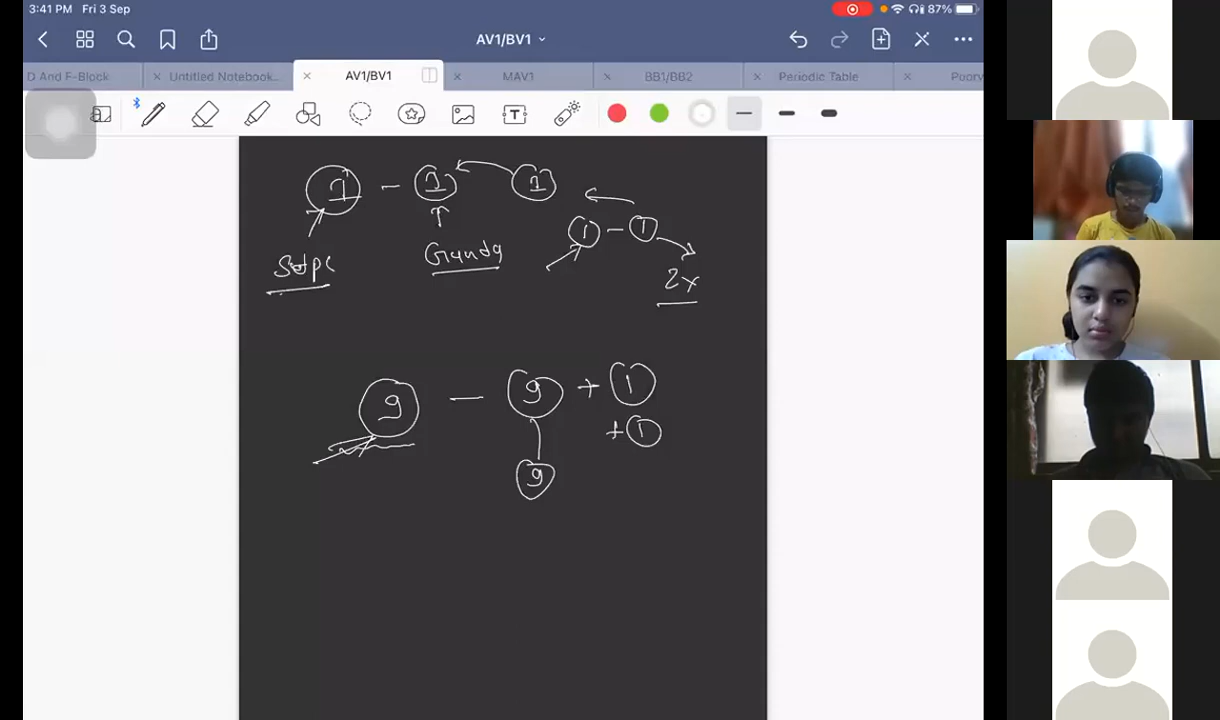 3:41 PM Fri 3 Sep
87%
AV1/BV1
D And F-Block
Untitled Notebook...
AV1/BV1
MAV1
BB1/BB2
Periodic Table
Poorv
T
1 - 1 1
1 - 1
2x
9 - 9 + 1
+ 1
9